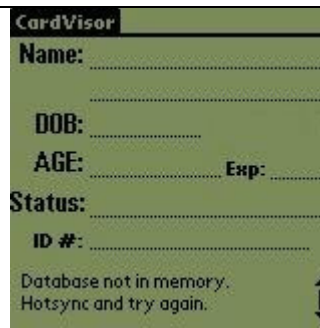 CardVisor
Name:
DOB:
AGE: Exp:
Status:
ID #:
Database not in memory.
Hotsync and try again.